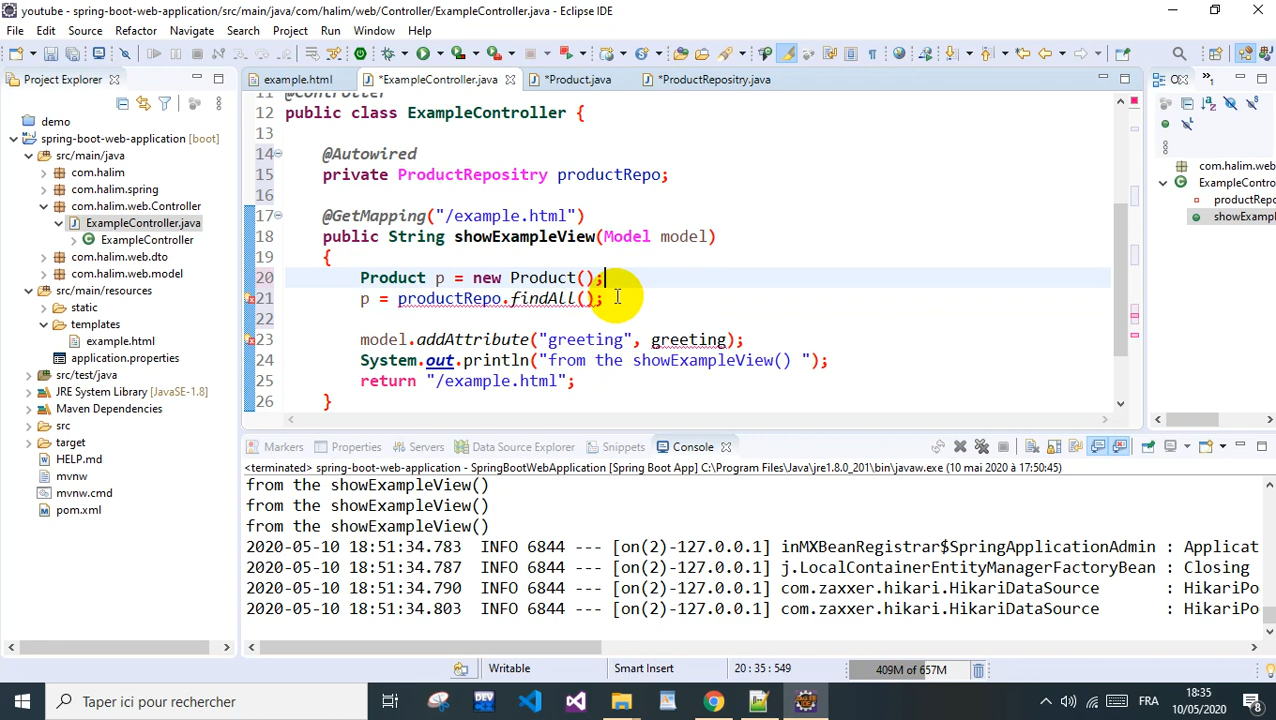 youtube - spring-boot-web-application/src/main/java/com/halim/web/Controller/ExampleController.java - Eclipse IDE
File Edit Source Refactor Navigate Search Project Run Window Help
Project Explorer
example.html
*ExampleController.java
*Product.java
*ProductRepositry.java
demo
spring-boot-web-application [boot]
src/main/java
com.halim
com.halim.spring
com.halim.web.Controller
ExampleController.java
ExampleController
com.halim.web.dto
com.halim.web.model
src/main/resources
templates
example.html
application.properties
src/test/java
JRE System Library [JavaSE-1.8]
Maven Dependencies
src
target
HELP.md
mvnw
mvnw.cmd
pom.xml
11 @Controller
12 public class ExampleController {
13
14 @Autowired
15 private ProductRepositry productRepo;
16
17 @GetMapping("/example.html")
18 public String showExampleView(Model model)
19 {
20 Product p = new Product();
21 p = productRepo.findAll();
22
23 model.addAttribute("greeting", greeting);
24 System.out.println("from the showExampleView() ");
25 return "/example.html";
26 }
com.halim.w
ExampleContro
productRepo
showExampl
Markers Properties Servers Data Source Explorer Snippets Console
<terminated> spring-boot-web-application - SpringBootWebApplication [Spring Boot App] C:\Program Files\Java\jre1.8.0_201\bin\javaw.exe (10 mai 2020 à 17:50:45)
from the showExampleView()
from the showExampleView()
from the showExampleView()
2020-05-10 18:51:34.783 INFO 6844 --- [on(2)-127.0.0.1] inMXBeanRegistrar$SpringApplicationAdmin : Applicat
2020-05-10 18:51:34.787 INFO 6844 --- [on(2)-127.0.0.1] j.LocalContainerEntityManagerFactoryBean : Closing
2020-05-10 18:51:34.790 INFO 6844 --- [on(2)-127.0.0.1] com.zaxxer.hikari.HikariDataSource : HikariPo
2020-05-10 18:51:34.803 INFO 6844 --- [on(2)-127.0.0.1] com.zaxxer.hikari.HikariDataSource : HikariPo
Writable Smart Insert 20 : 35 : 549 409M of 657M
Taper ici pour rechercher
FRA
18:35
10/05/2020
8